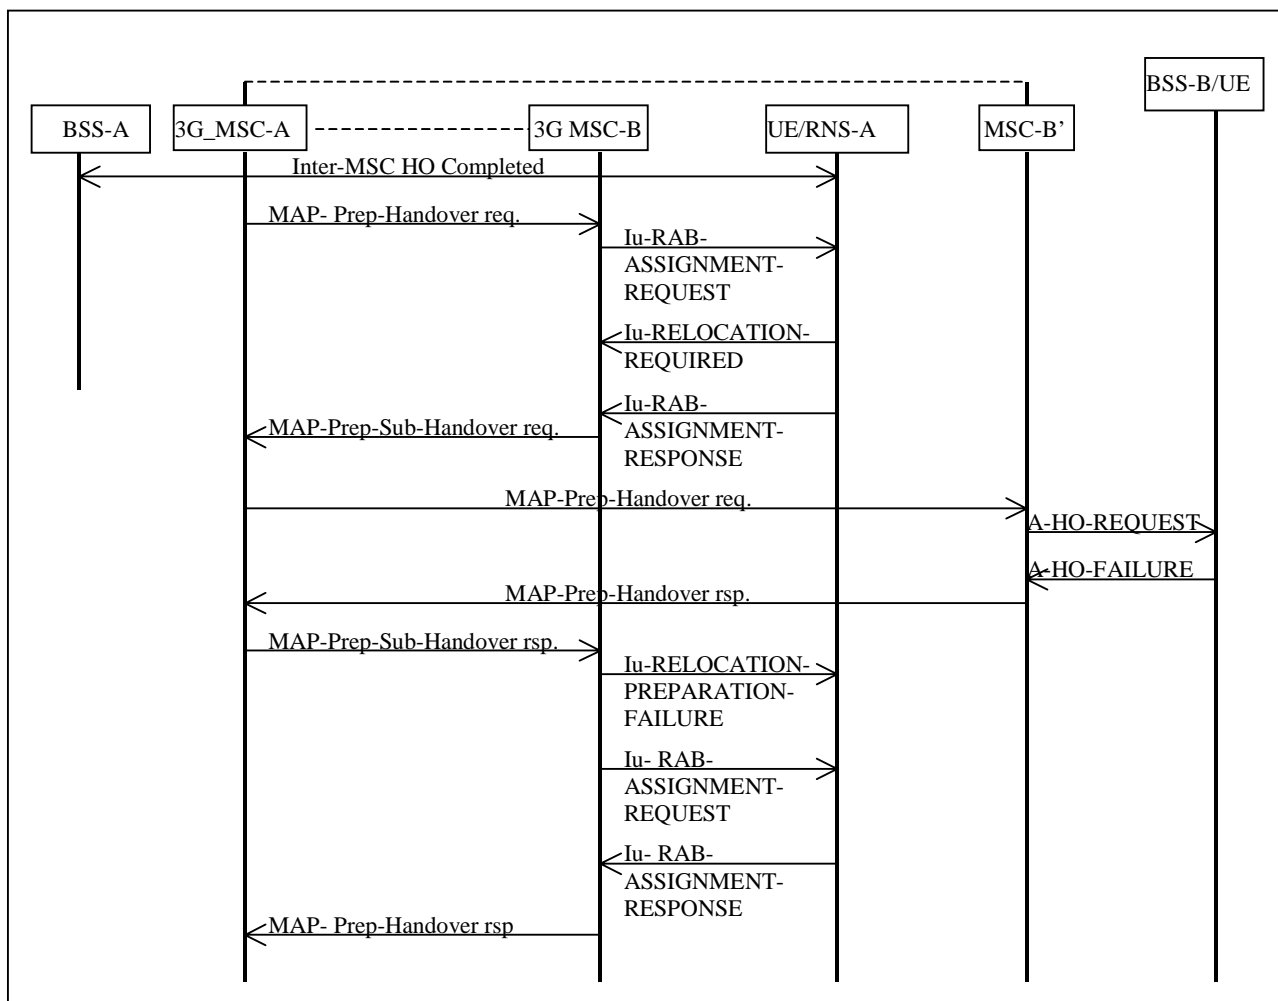 BSS-B/UE
BSS-A
3G_MSC-A
3G MSC-B
UE/RNS-A
MSC-B’
Inter-MSC HO Completed
MAP- Prep-Handover req.
Iu-RAB-
ASSIGNMENT-
REQUEST
Iu-RELOCATION-
REQUIRED
Iu-RAB-
ASSIGNMENT-
RESPONSE
MAP-Prep-Sub-Handover req.
MAP-Prep-Handover req.
A-HO-REQUEST
A-HO-FAILURE
MAP-Prep-Handover rsp.
MAP-Prep-Sub-Handover rsp.
Iu-RELOCATION-
PREPARATION-
FAILURE
Iu- RAB-
ASSIGNMENT-
REQUEST
Iu- RAB-
ASSIGNMENT-
RESPONSE
MAP- Prep-Handover rsp